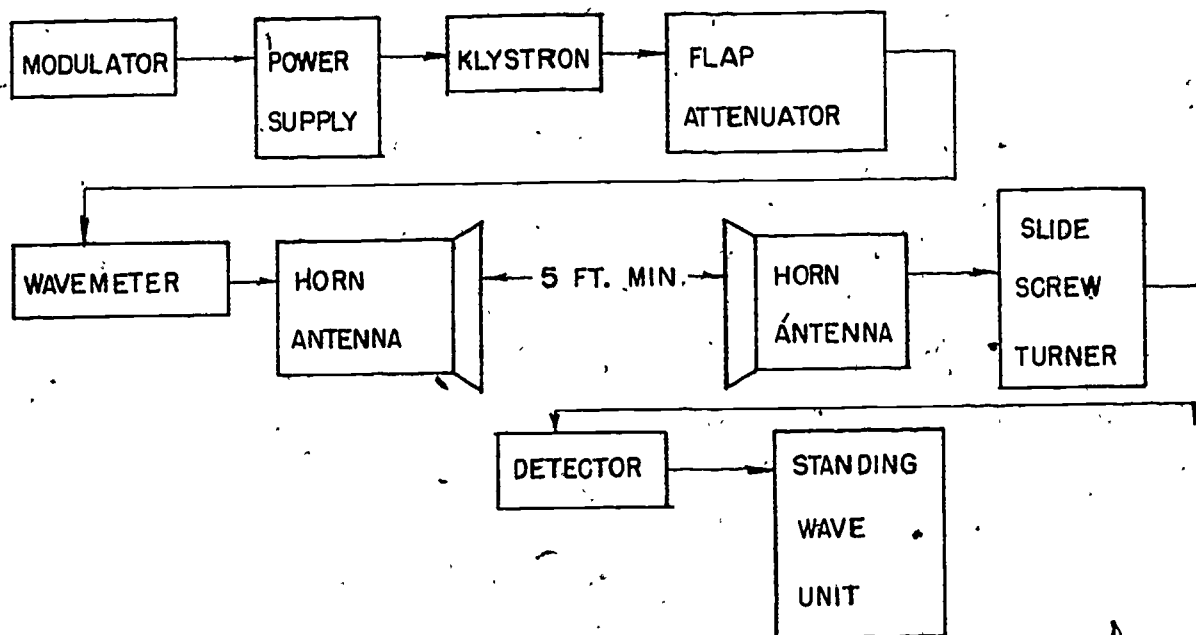 MODULATOR
POWER
SUPPLY
KLYSTRON
FLAP
ATTENUATOR
WAVEMETER
HORN
ANTENNA
5 FT. MIN.
HORN
ANTENNA
SLIDE
SCREW
TURNER
DETECTOR
STANDING
WAVE
UNIT